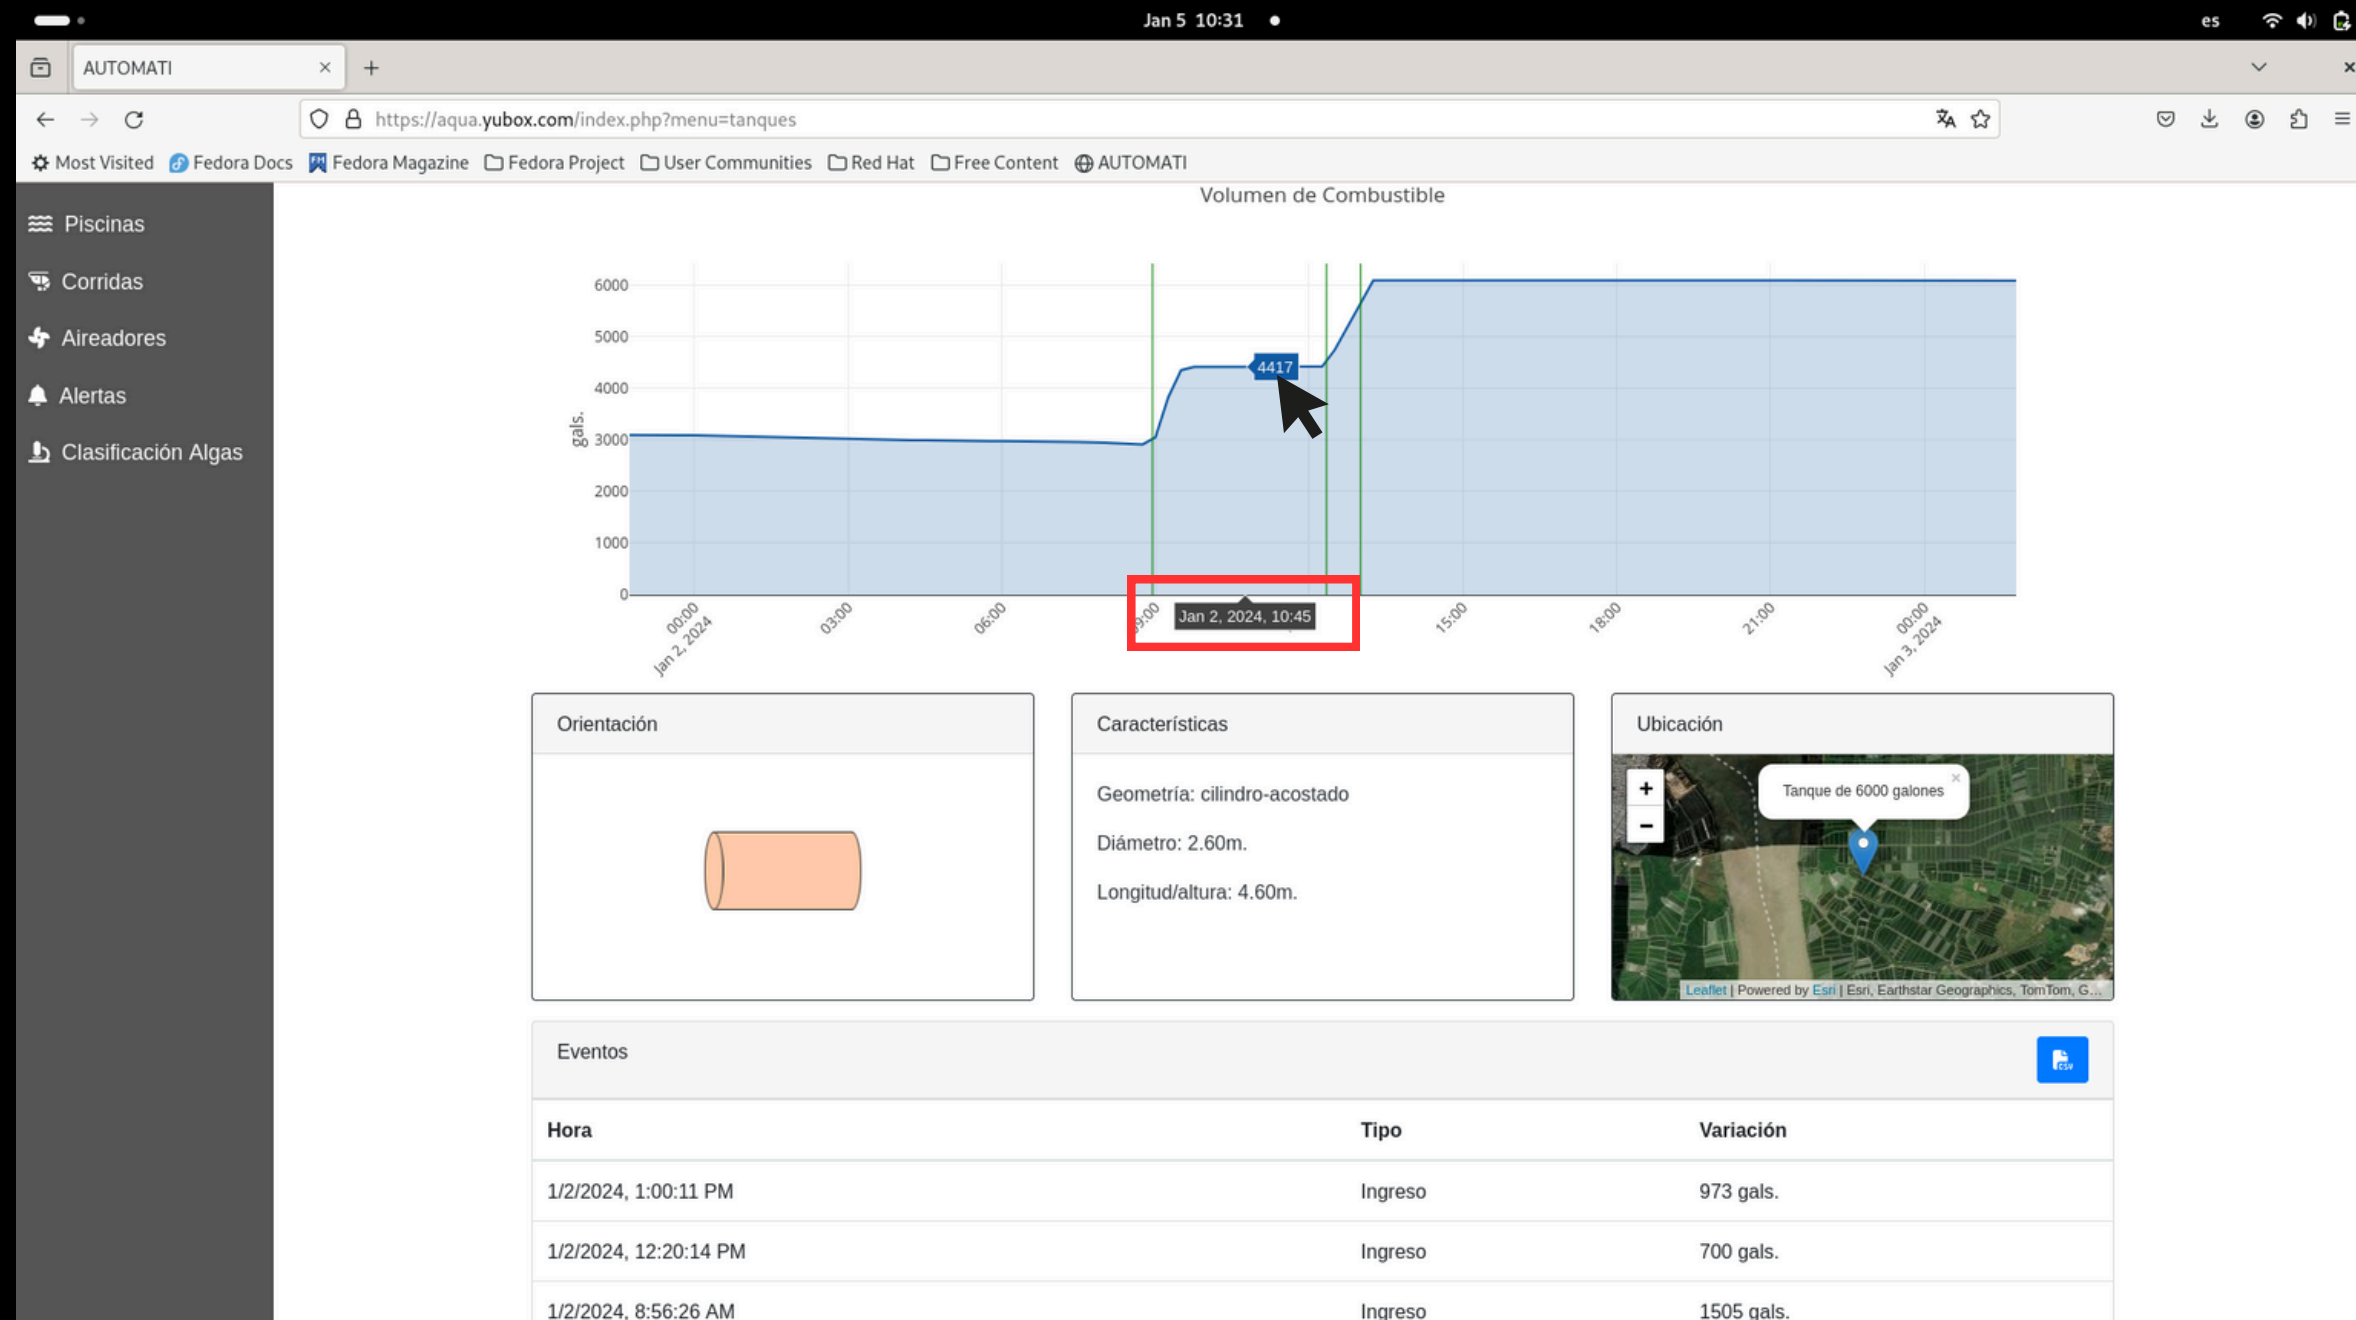 Jan 5 10:31
es
AUTOMATI
https://aqua.yubox.com/index.php?menu=tanques
Most Visited Fedora Docs Fedora Magazine Fedora Project User Communities Red Hat Free Content AUTOMATI
Piscinas
Corridas
Aireadores
Alertas
Clasificación Algas
Volumen de Combustible
gals.
6000
5000
4000
3000
2000
1000
0
4417
00:00
Jan 2, 2024
03:00
06:00
09:00
Jan 2, 2024, 10:45
15:00
18:00
21:00
00:00
Jan 3, 2024
Orientación
Características
Geometría: cilindro-acostado
Diámetro: 2.60m.
Longitud/altura: 4.60m.
Ubicación
+
−
Tanque de 6000 galones
Leaflet | Powered by Esri | Esri, Earthstar Geographics, TomTom, G...
Eventos
CSV
Hora Tipo Variación
1/2/2024, 1:00:11 PM Ingreso 973 gals.
1/2/2024, 12:20:14 PM Ingreso 700 gals.
1/2/2024, 8:56:26 AM Ingreso 1505 gals.